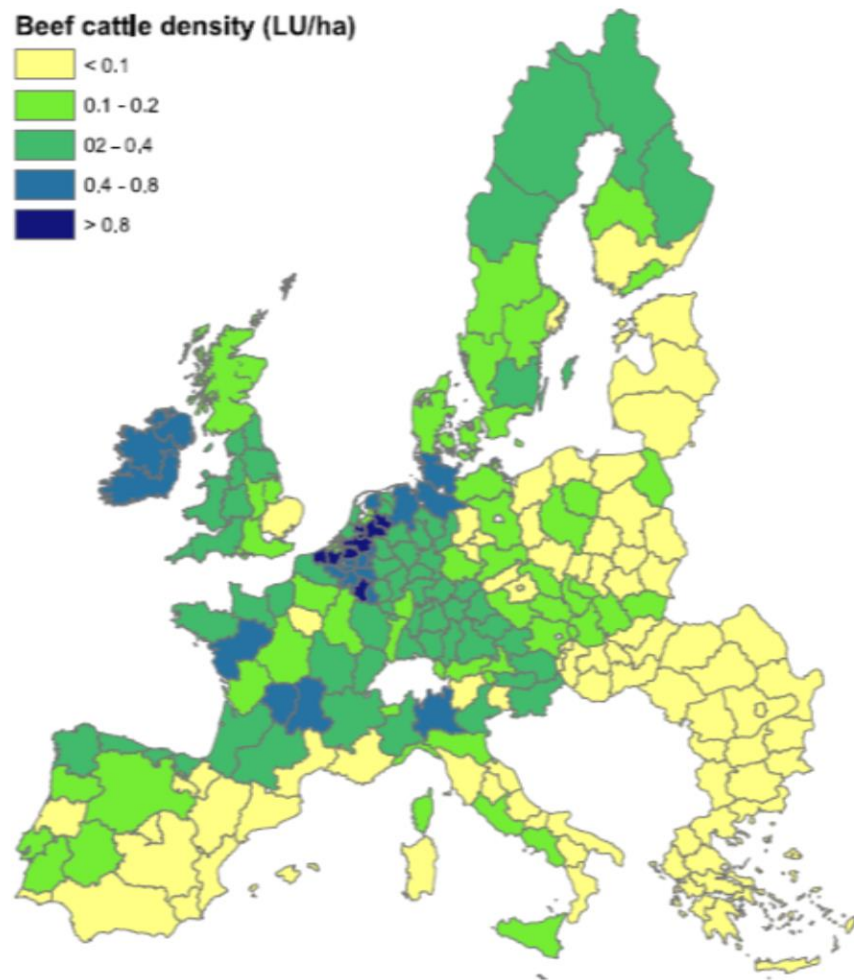 Beef cattle density (LU/ha)
< 0.1
0.1 - 0.2
02 – 0,4
0,4 - 0.8
> 0.8